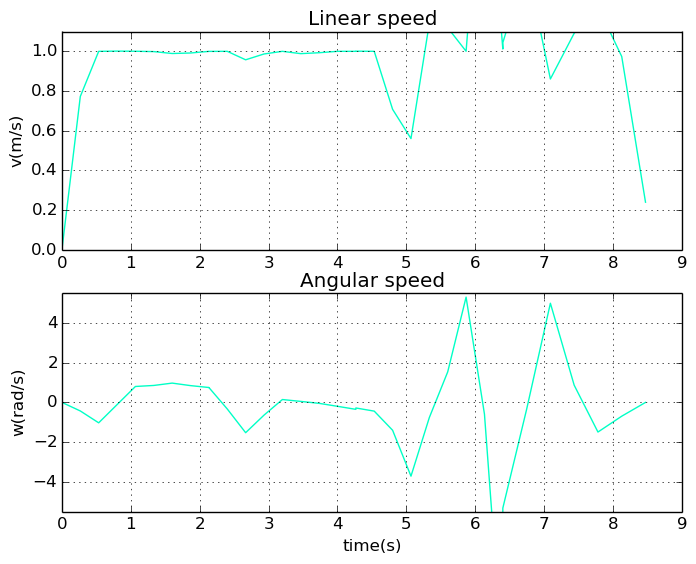 Linear speed
1.0
0.8
0.6
0.4
0.2
0.0
v(m/s)
0 1 2 3 4 5 6 7 8 9
Angular speed
4
2
0
−2
−4
w(rad/s)
0 1 2 3 4 5 6 7 8 9
time(s)